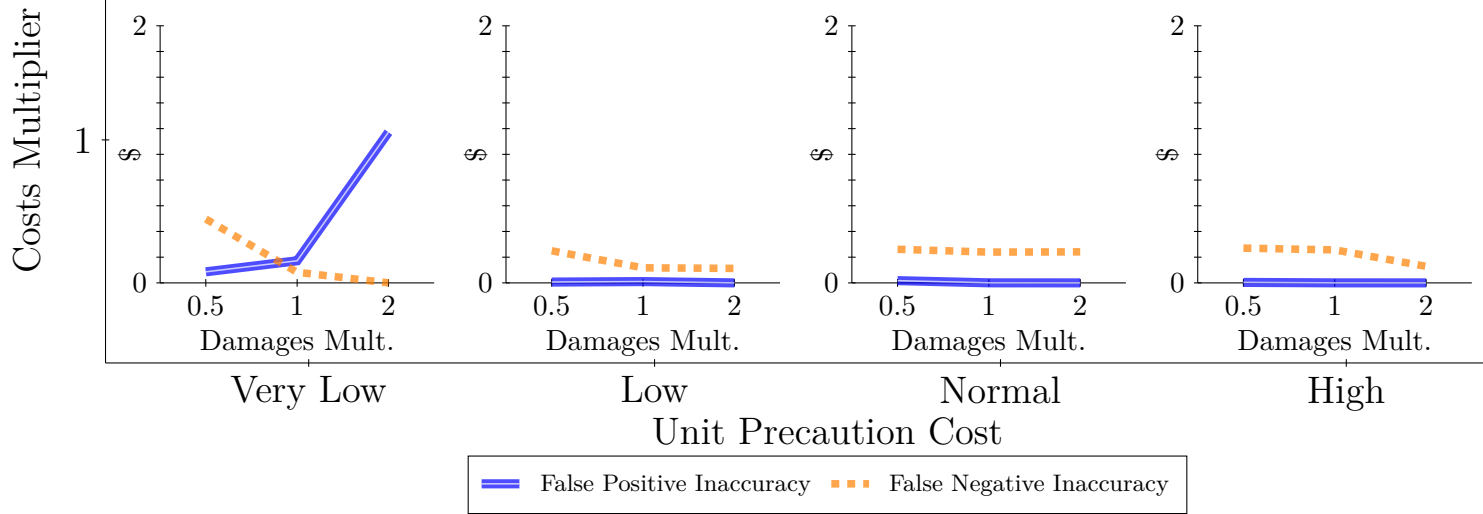 Costs Multiplier
1
2
$
0
0.5 1 2
Damages Mult.
2
$
0
0.5 1 2
Damages Mult.
2
$
0
0.5 1 2
Damages Mult.
2
$
0
0.5 1 2
Damages Mult.
Very Low Low Normal High
Unit Precaution Cost
False Positive Inaccuracy False Negative Inaccuracy